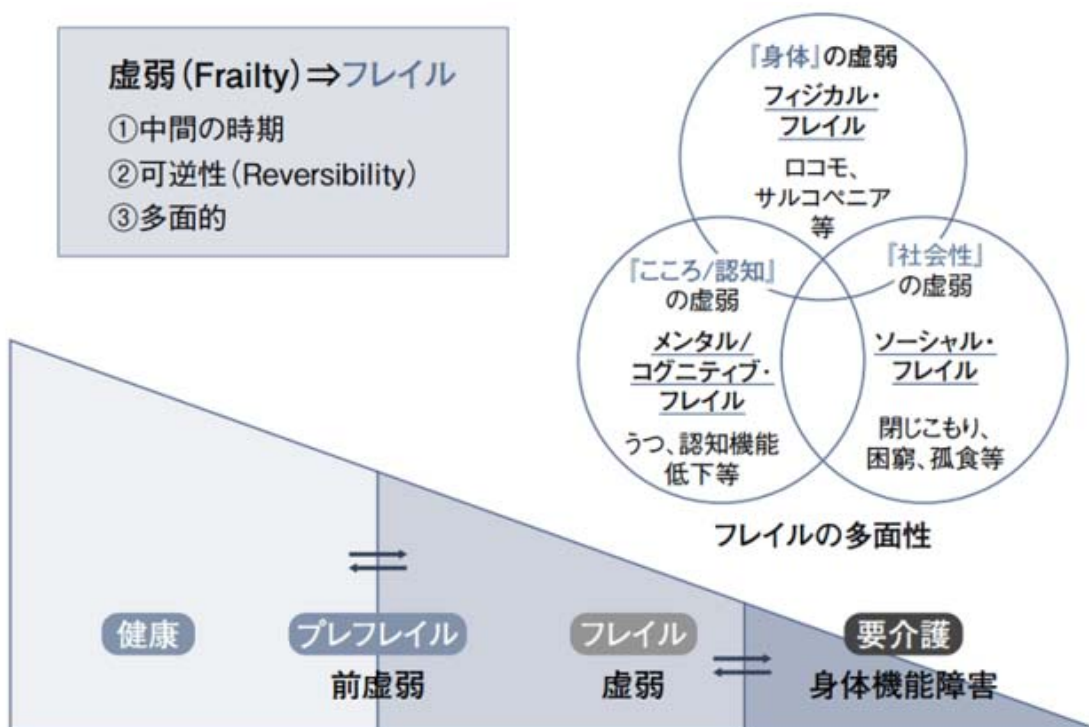 虚弱(Frailty)⇒フレイル
①中間の時期
②可逆性(Reversibility)
③多面的
『身体』の虚弱
フィジカル・
フレイル
ロコモ、
サルコペニア
等
『こころ/認知』
の虚弱
メンタル/
コグニティブ・
フレイル
うつ、認知機能
低下等
『社会性』
の虚弱
ソーシャル・
フレイル
閉じこもり、
困窮、孤食等
フレイルの多面性
健康
プレフレイル
前虚弱
フレイル
虚弱
要介護
身体機能障害